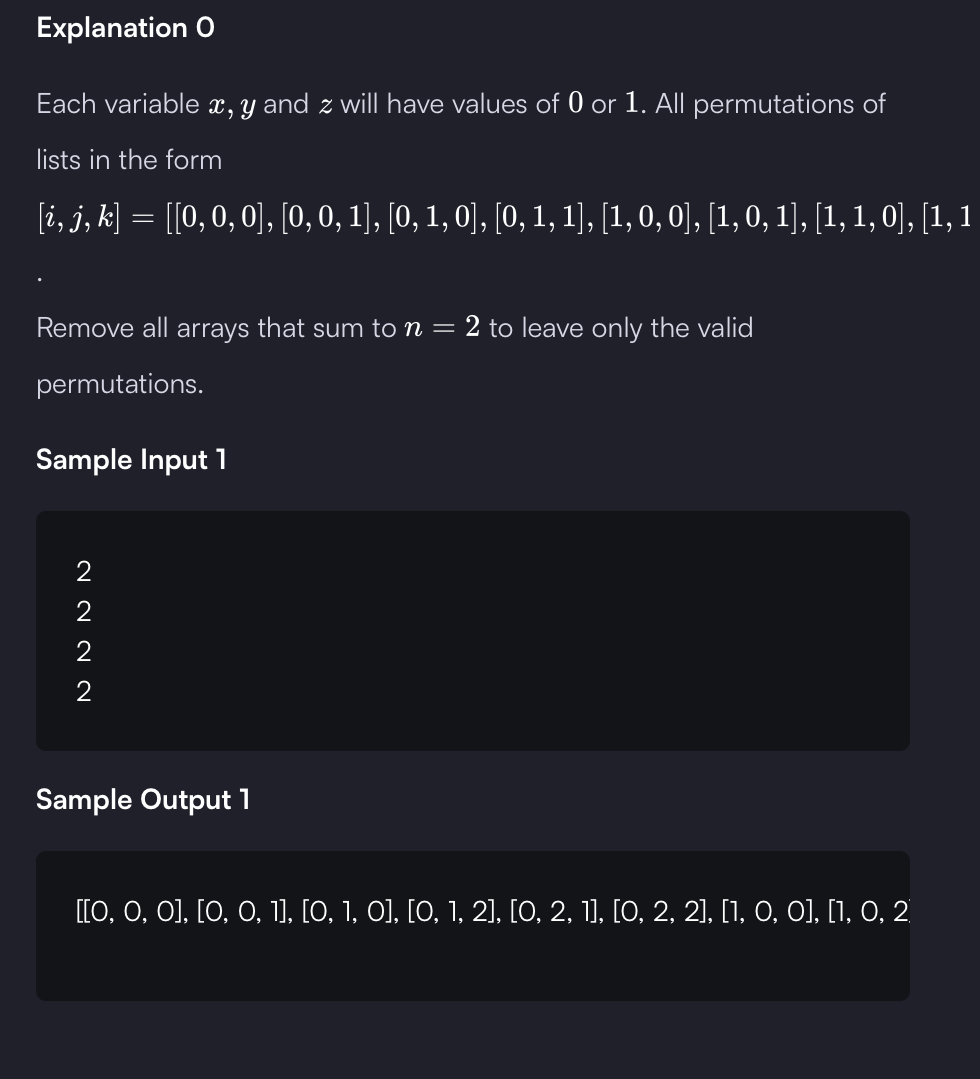 Explanation 0
Each variable x, y and z will have values of 0 or 1. All permutations of
lists in the form
[i, j, k] = [[0, 0, 0], [0, 0, 1], [0, 1, 0], [0, 1, 1], [1, 0, 0], [1, 0, 1], [1, 1, 0], [1, 1
.
Remove all arrays that sum to n = 2 to leave only the valid
permutations.
Sample Input 1
2
2
2
2
Sample Output 1
[[0, 0, 0], [0, 0, 1], [0, 1, 0], [0, 1, 2], [0, 2, 1], [0, 2, 2], [1, 0, 0], [1, 0, 2]